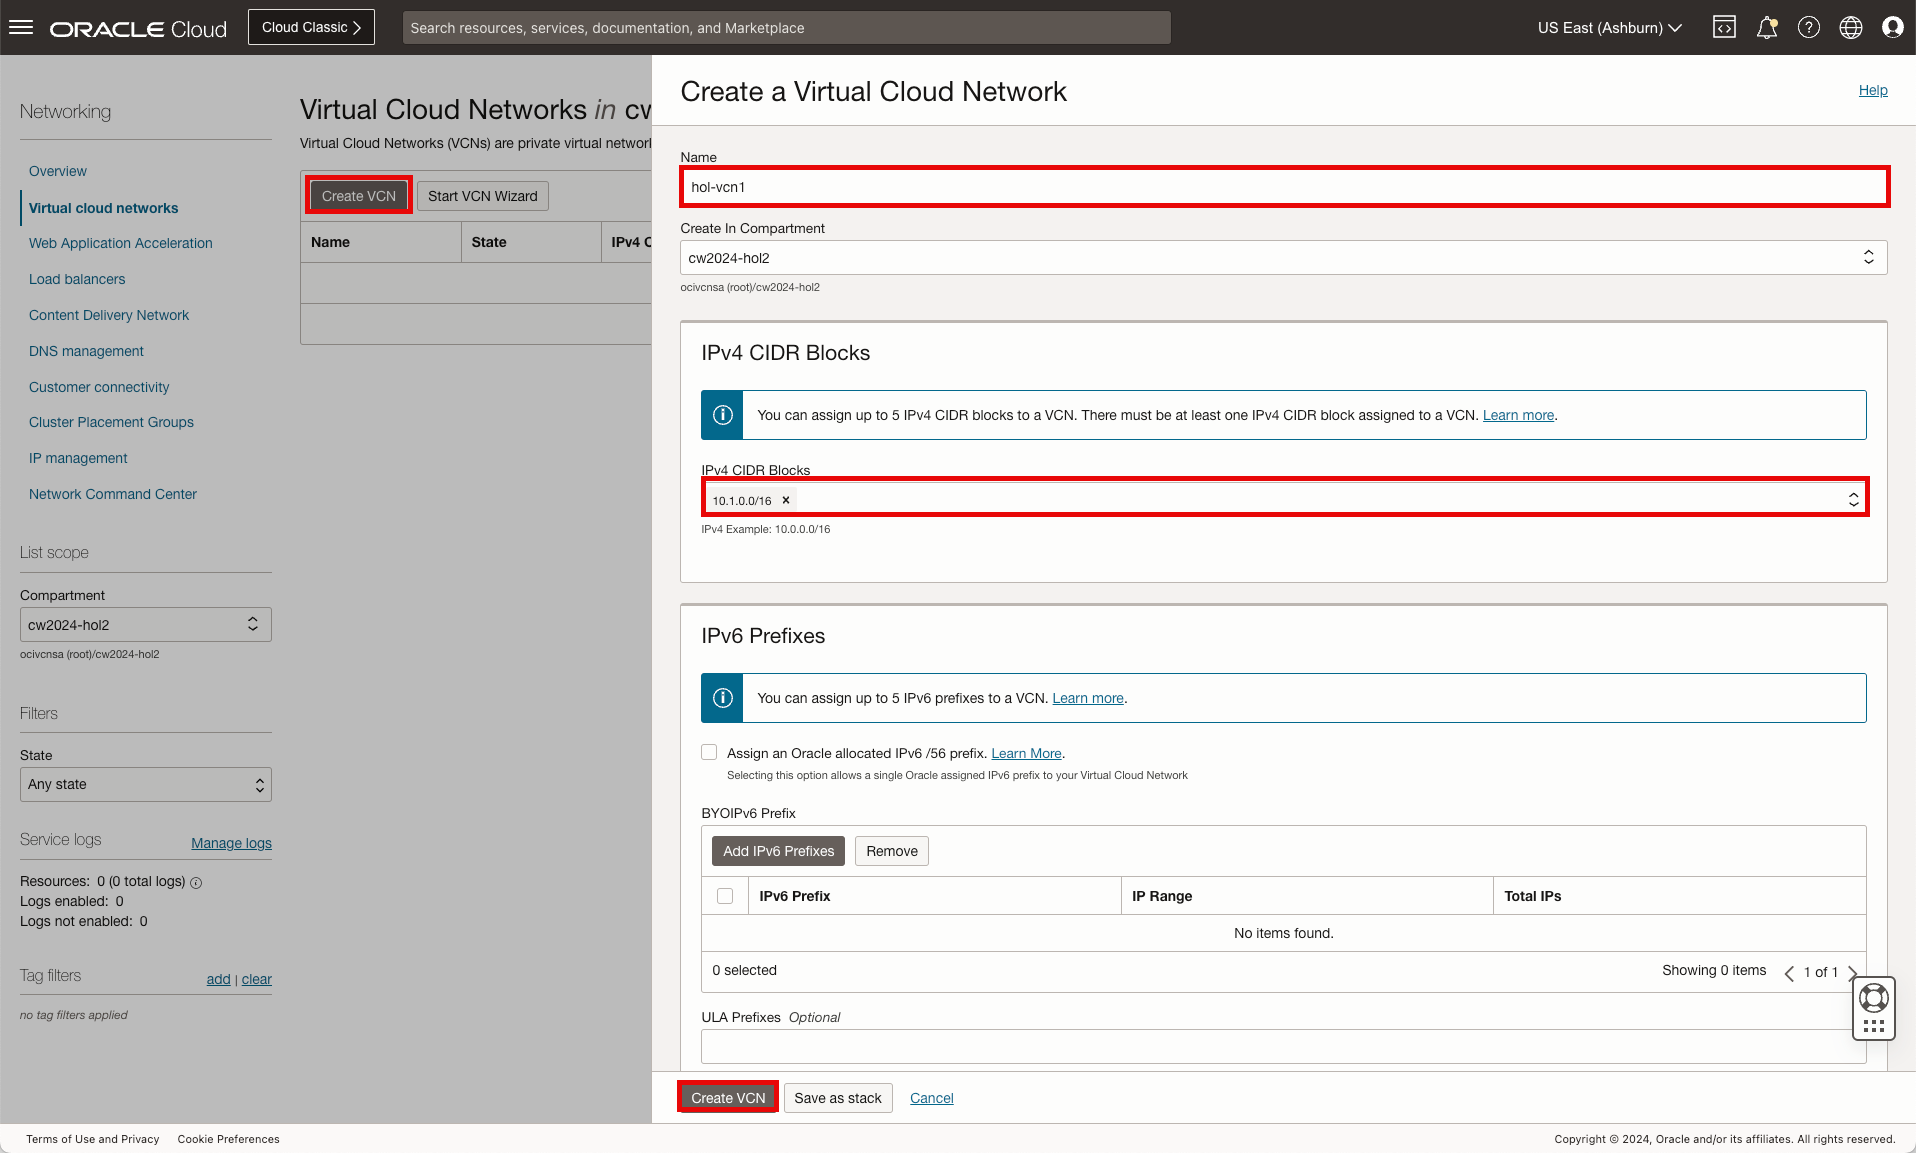 ORACLE Cloud
Cloud Classic
Search resources, services, documentation, and Marketplace
US East (Ashburn)
Networking
Overview
Virtual cloud networks
Web Application Acceleration
Load balancers
Content Delivery Network
DNS management
Customer connectivity
Cluster Placement Groups
IP management
Network Command Center
List scope
Compartment
cw2024-hol2
ocivcnsa (root)/cw2024-hol2
Filters
State
Any state
Service logs
Manage logs
Resources: 0 (0 total logs)
Logs enabled: 0
Logs not enabled: 0
Tag filters
add | clear
no tag filters applied
Virtual Cloud Networks in
Virtual Cloud Networks (VCNs) are private virtual
Create VCN
Start VCN Wizard
Name
State
IPv4
Create a Virtual Cloud Network
Help
Name
hol-vcn1
Create In Compartment
cw2024-hol2
ocivcnsa (root)/cw2024-hol2
IPv4 CIDR Blocks
You can assign up to 5 IPv4 CIDR blocks to a VCN. There must be at least one IPv4 CIDR block assigned to a VCN. Learn more.
IPv4 CIDR Blocks
10.1.0.0/16 ×
IPv4 Example: 10.0.0.0/16
IPv6 Prefixes
You can assign up to 5 IPv6 prefixes to a VCN. Learn more.
Assign an Oracle allocated IPv6 /56 prefix. Learn More.
Selecting this option allows a single Oracle assigned IPv6 prefix to your Virtual Cloud Network
BYOIPv6 Prefix
Add IPv6 Prefixes
Remove
IPv6 Prefix
IP Range
Total IPs
No items found.
0 selected
Showing 0 items
1 of 1
ULA Prefixes Optional
Create VCN
Save as stack
Cancel
Terms of Use and Privacy
Cookie Preferences
Copyright © 2024, Oracle and/or its affiliates. All rights reserved.